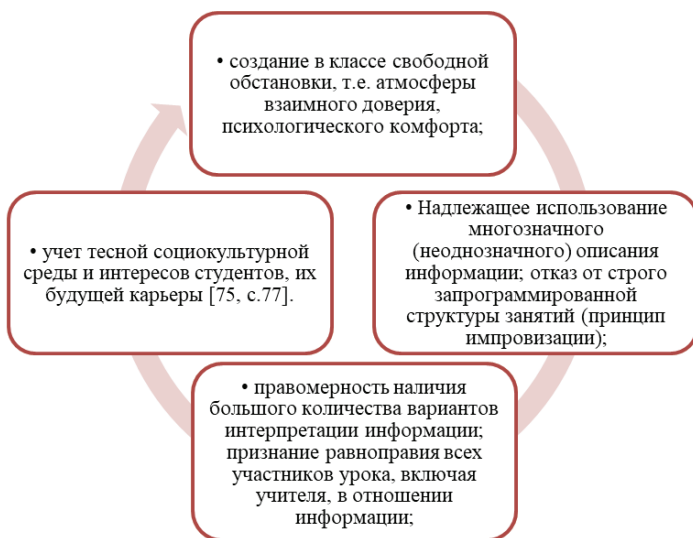 • создание в классе свободной
обстановки, т.е. атмосферы
взаимного доверия,
психологического комфорта;
• Надлежащее использование
многозначного
(неоднозначного) описания
информации; отказ от строго
запрограммированной
структуры занятий (принцип
импровизации);
• правомерность наличия
большого количества вариантов
интерпретации информации;
признание равноправия всех
участников урока, включая
учителя, в отношении
информации;
• учет тесной социокультурной
среды и интересов студентов, их
будущей карьеры [75, с.77].